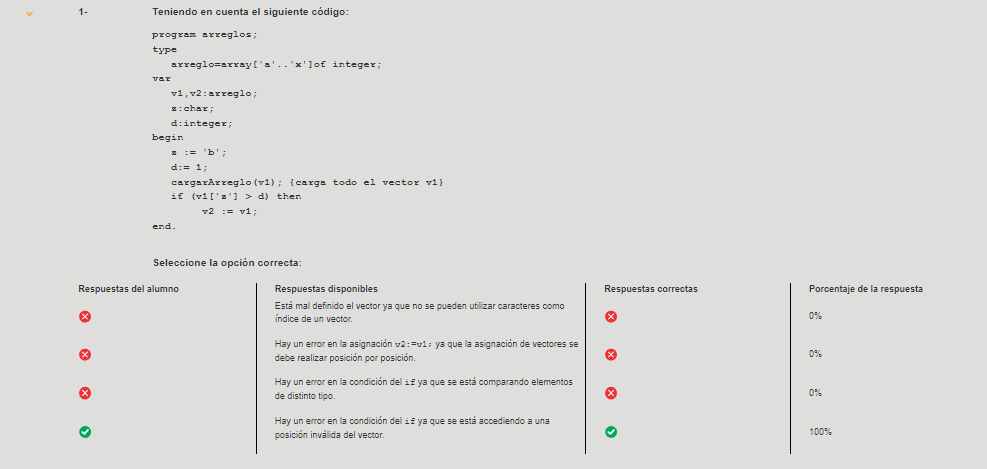 1- Teniendo en cuenta el siguiente código:
program arreglos;
type
arreglo=array['a'..'x']of integer;
var
v1,v2:arreglo;
z:char;
d:integer;
begin
z := 'b';
d:= 1;
cargarArreglo(v1); {carga todo el vector v1}
if (v1['z'] > d) then
v2 := v1;
end.
Seleccione la opción correcta:
Respuestas del alumno Respuestas disponibles Respuestas correctas Porcentaje de la respuesta
Está mal definido el vector ya que no se pueden utilizar caracteres como
índice de un vector.
0%
Hay un error en la asignación v2:=v1; ya que la asignación de vectores se
debe realizar posición por posición.
0%
Hay un error en la condición del if ya que se está comparando elementos
de distinto tipo.
0%
Hay un error en la condición del if ya que se está accediendo a una
posición inválida del vector.
100%